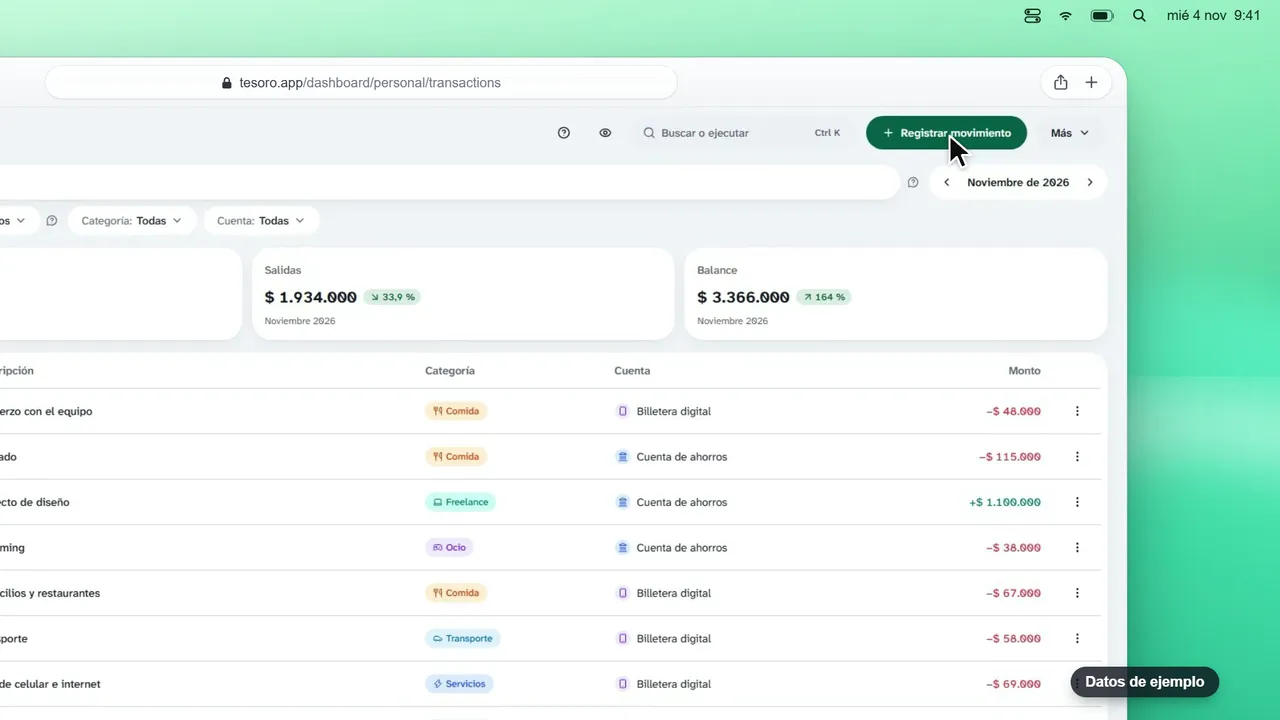 mié 4 nov 9:41
tesoro.app/dashboard/personal/transactions
Buscar o ejecutar Ctrl K
+ Registrar movimiento
Más
Noviembre de 2026
os
Categoría: Todas
Cuenta: Todas
Salidas
$ 1.934.000 33,9 %
Noviembre 2026
Balance
$ 3.366.000 164 %
Noviembre 2026
ripción Categoría Cuenta Monto
erzo con el equipo Comida Billetera digital −$ 48.000
ado Comida Cuenta de ahorros −$ 115.000
cto de diseño Freelance Cuenta de ahorros +$ 1.100.000
ming Ocio Cuenta de ahorros −$ 38.000
cilios y restaurantes Comida Billetera digital −$ 67.000
sporte Transporte Billetera digital −$ 58.000
de celular e internet Servicios Billetera digital −$ 69.000
Datos de ejemplo